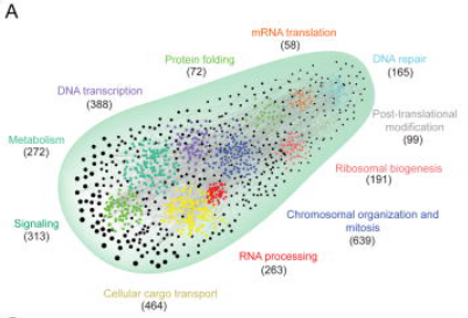 A
mRNA translation
(58)
Protein folding
(72)
DNA repair
(165)
DNA transcription
(388)
Post-translational
modification
(99)
Metabolism
(272)
Ribosomal biogenesis
(191)
Signaling
(313)
Chromosomal organization and
mitosis
(639)
RNA processing
(263)
Cellular cargo transport
(464)